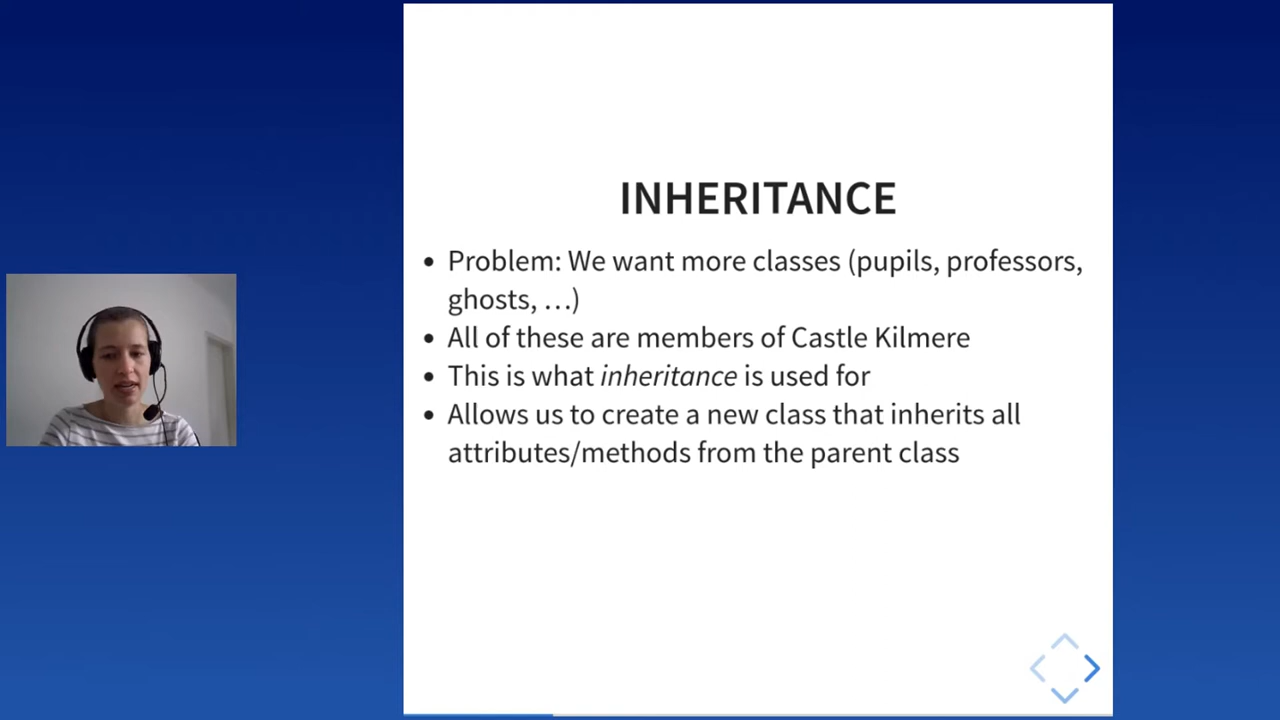 INHERITANCE
• Problem: We want more classes (pupils, professors,
ghosts, …)
• All of these are members of Castle Kilmere
• This is what inheritance is used for
• Allows us to create a new class that inherits all
attributes/methods from the parent class